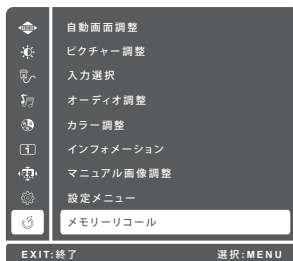 自動画面調整
ピクチャー調整
入力選択
オーディオ調整
カラー調整
インフォメーション
マニュアル画像調整
設定メニュー
メモリーリコール
EXIT:終了 選択:MENU